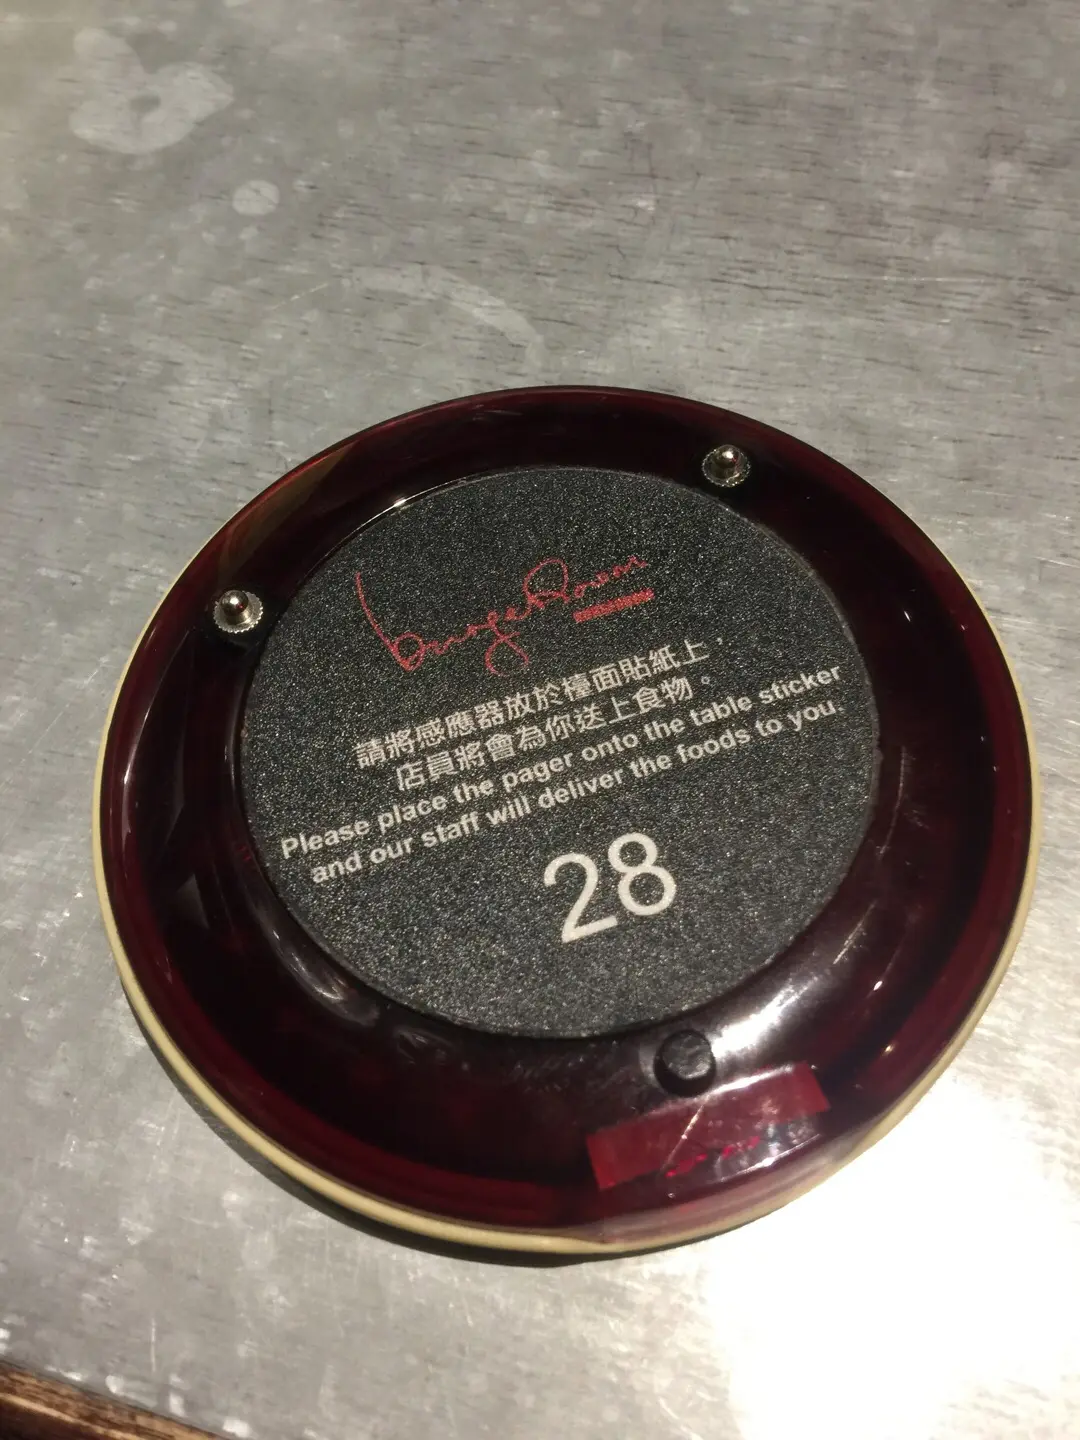 burgeRoom
請將感應器放於檯面貼紙上，
店員將會為你送上食物。
Please place the pager onto the table sticker
and our staff will deliver the foods to you.
28